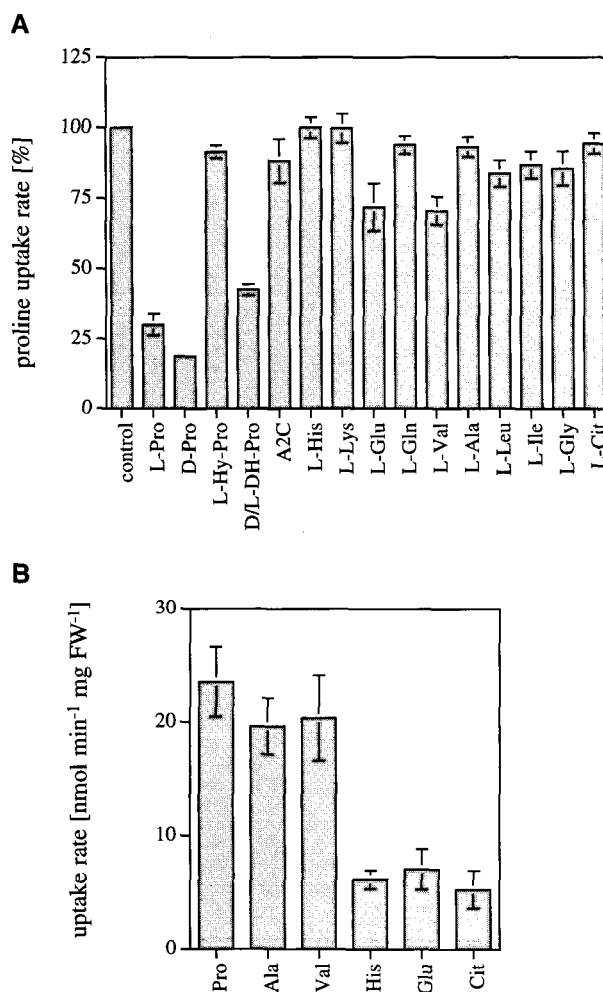 A
proline uptake rate [%]
125
100
75
50
25
0
control
L-Pro
D-Pro
L-Hy-Pro
D/L-DH-Pro
A2C
L-His
L-Lys
L-Glu
L-Gln
L-Val
L-Ala
L-Leu
L-Ile
L-Gly
L-Cit
B
uptake rate [nmol min⁻¹ mg FW⁻¹]
30
20
10
0
Pro
Ala
Val
His
Glu
Cit